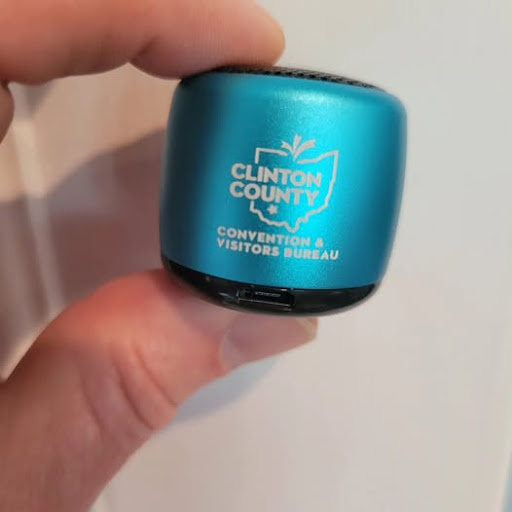 CLINTON
COUNTY
CONVENTION &
VISITORS BUREAU